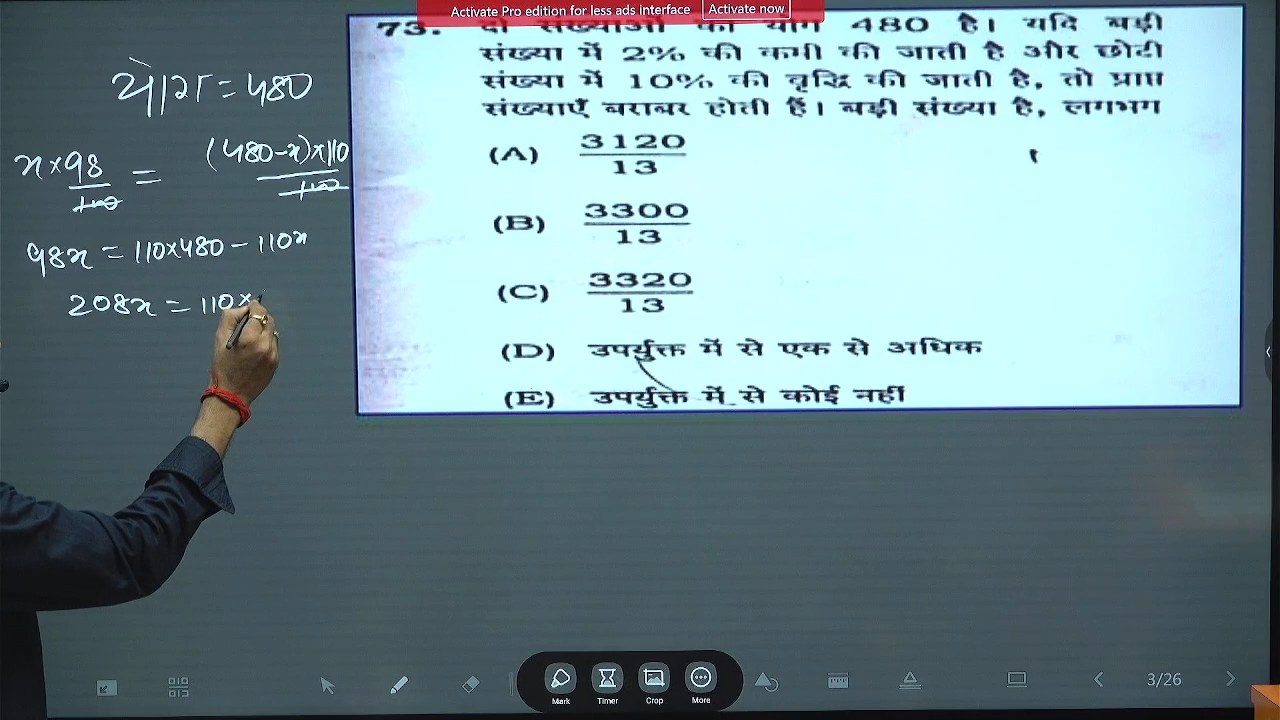 Activate Pro edition for less ads interface Activate now
73. दो संख्याओं का योग 480 है। यदि बड़ी
संख्या में 2% की कमी की जाती है और छोटी
संख्या में 10% की वृद्धि की जाती है, तो प्राप्त
संख्याएँ बराबर होती हैं। बड़ी संख्या है, लगभग
(A) 3120/13
(B) 3300/13
(C) 3320/13
(D) उपर्युक्त में से एक से अधिक
(E) उपर्युक्त में से कोई नहीं
योग = 480
x×98/100 = (480-x)×110/100
98x = 110×480 - 110x
208x = 110×
Mark Timer Crop More
3/26